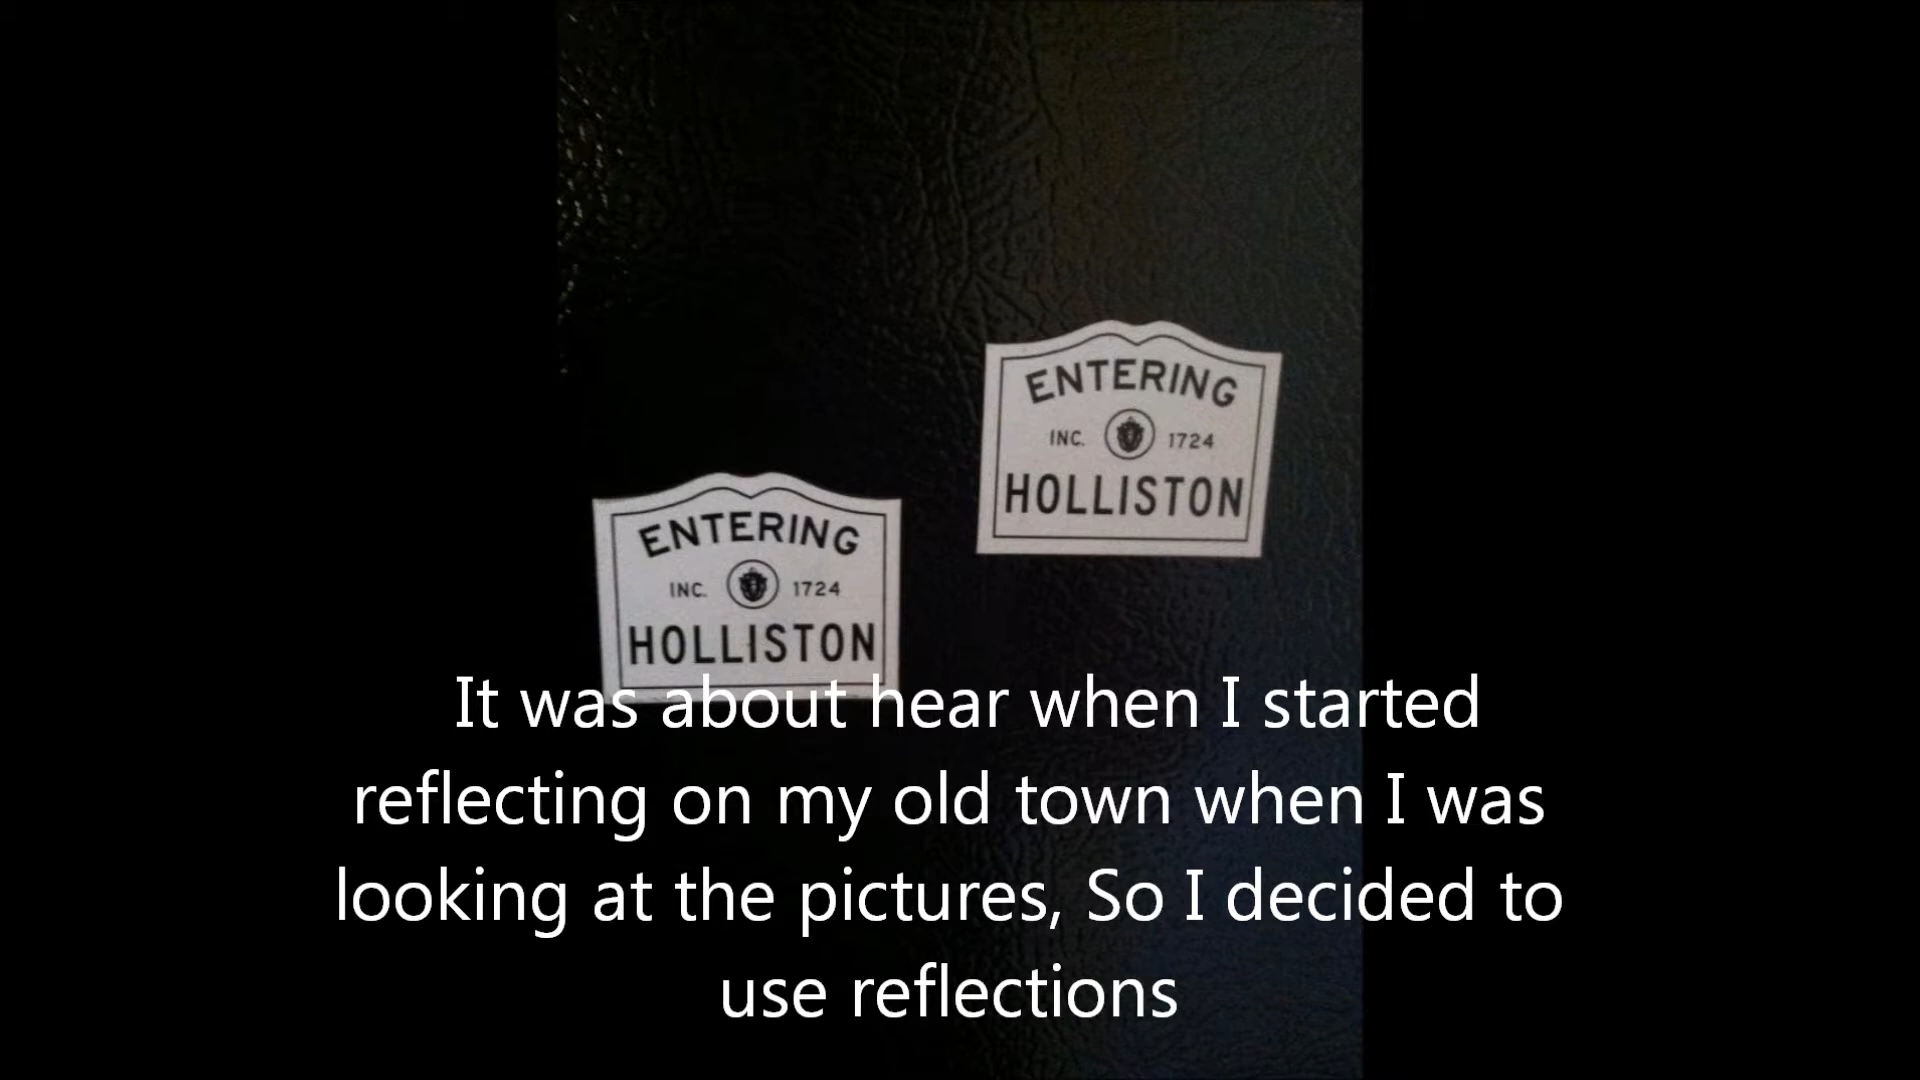 ENTERING
INC. 1724
HOLLISTON
ENTERING
INC. 1724
HOLLISTON
It was about hear when I started
reflecting on my old town when I was
looking at the pictures, So I decided to
use reflections